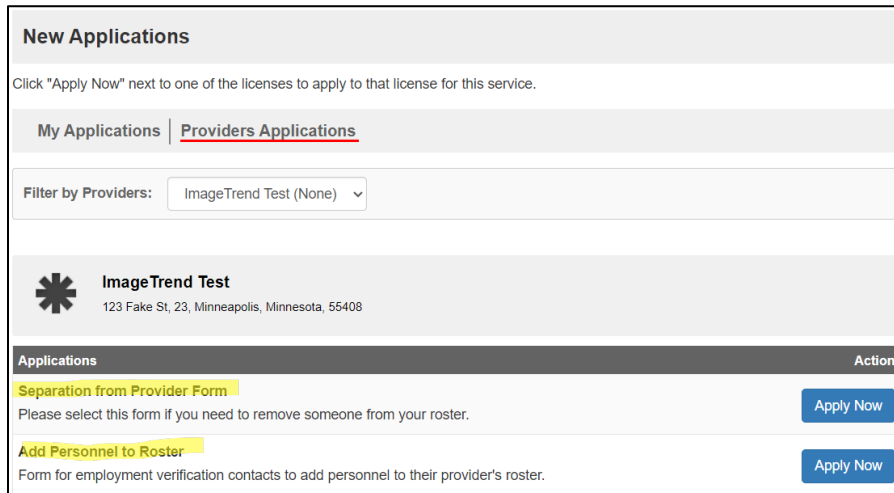 New Applications
Click "Apply Now" next to one of the licenses to apply to that license for this service.
My Applications | Providers Applications
Filter by Providers: ImageTrend Test (None)
ImageTrend Test
123 Fake St, 23, Minneapolis, Minnesota, 55408
Applications Action
Separation from Provider Form
Please select this form if you need to remove someone from your roster.
Apply Now
Add Personnel to Roster
Form for employment verification contacts to add personnel to their provider's roster.
Apply Now